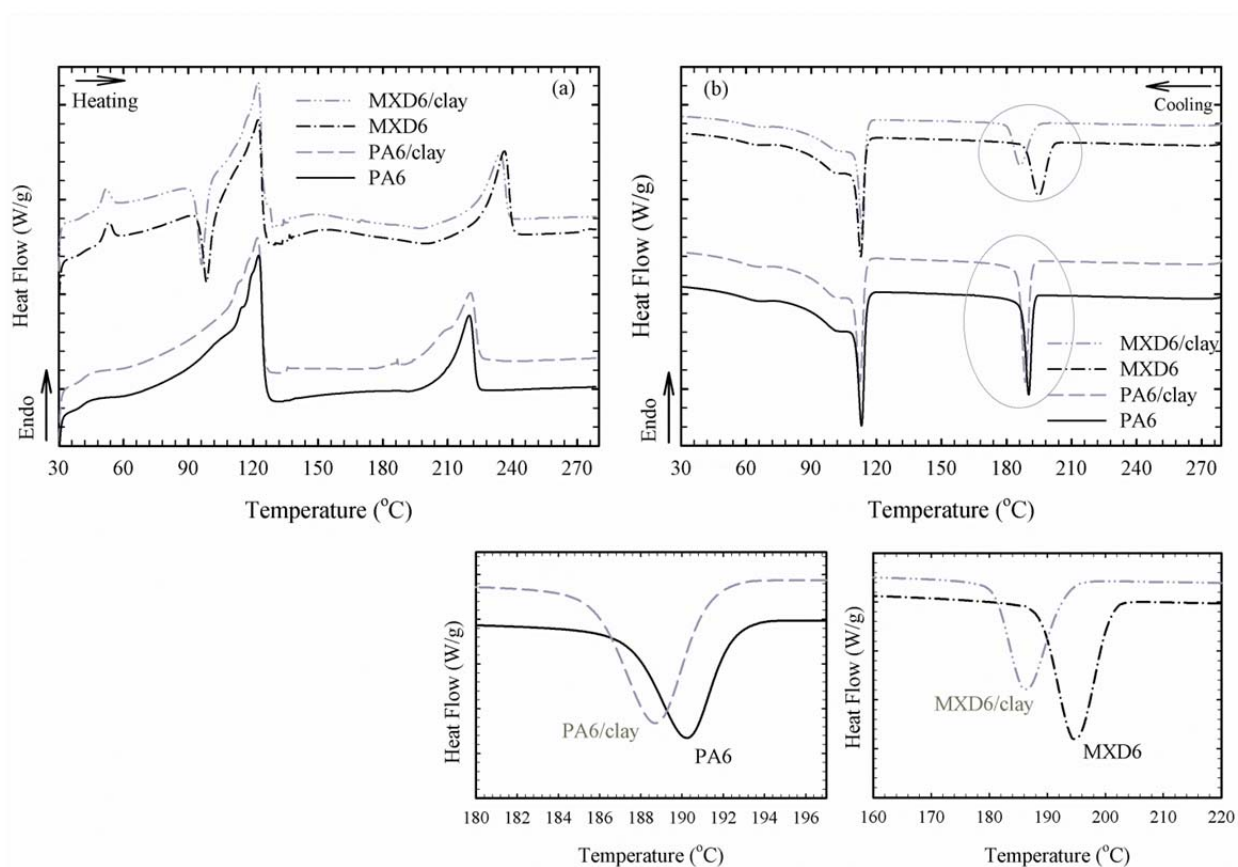 Heating
(a)
MXD6/clay
MXD6
PA6/clay
PA6
Heat Flow (W/g)
Endo
30 60 90 120 150 180 210 240 270
Temperature (°C)
(b)
Cooling
Heat Flow (W/g)
Endo
MXD6/clay
MXD6
PA6/clay
PA6
30 60 90 120 150 180 210 240 270
Temperature (°C)
Heat Flow (W/g)
PA6/clay
PA6
180 182 184 186 188 190 192 194 196
Temperature (°C)
Heat Flow (W/g)
MXD6/clay
MXD6
160 170 180 190 200 210 220
Temperature (°C)